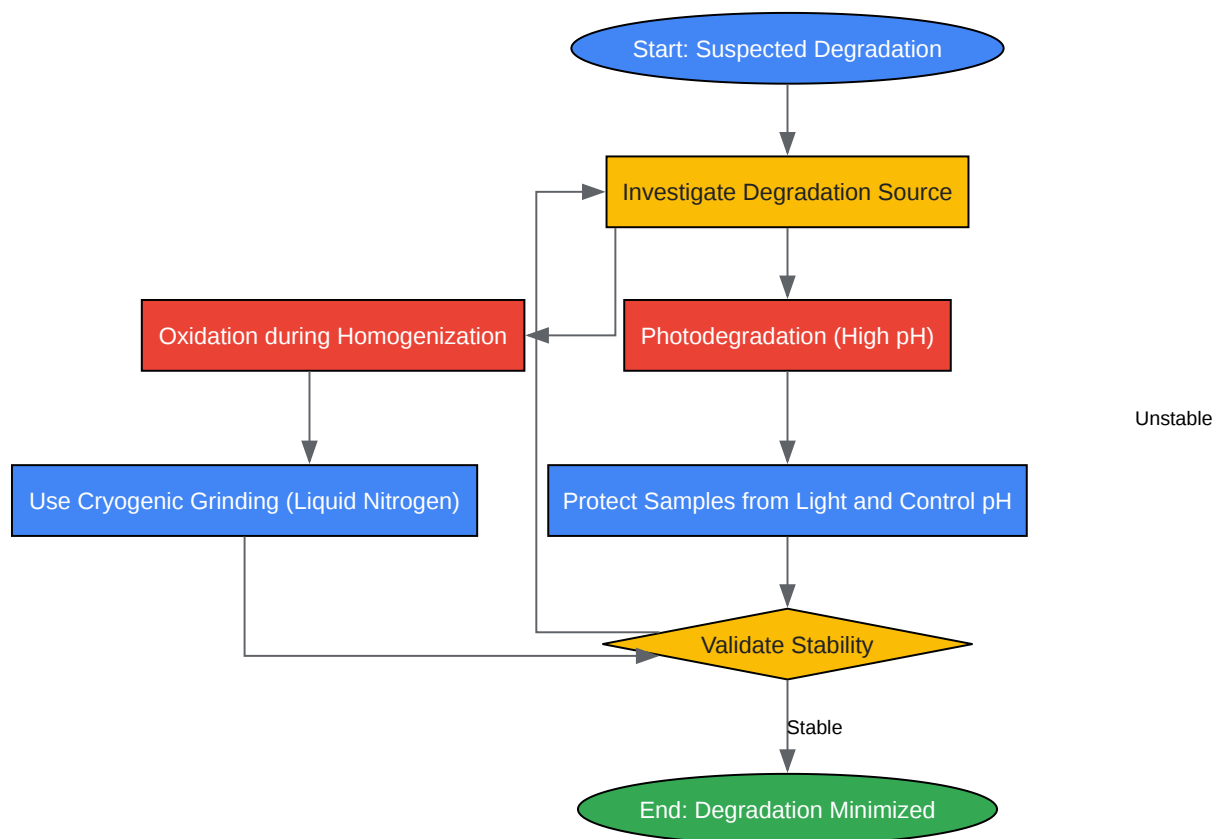 Start: Suspected Degradation
Investigate Degradation Source
Oxidation during Homogenization
Photodegradation (High pH)
Unstable
Use Cryogenic Grinding (Liquid Nitrogen)
Protect Samples from Light and Control pH
Validate Stability
Stable
End: Degradation Minimized